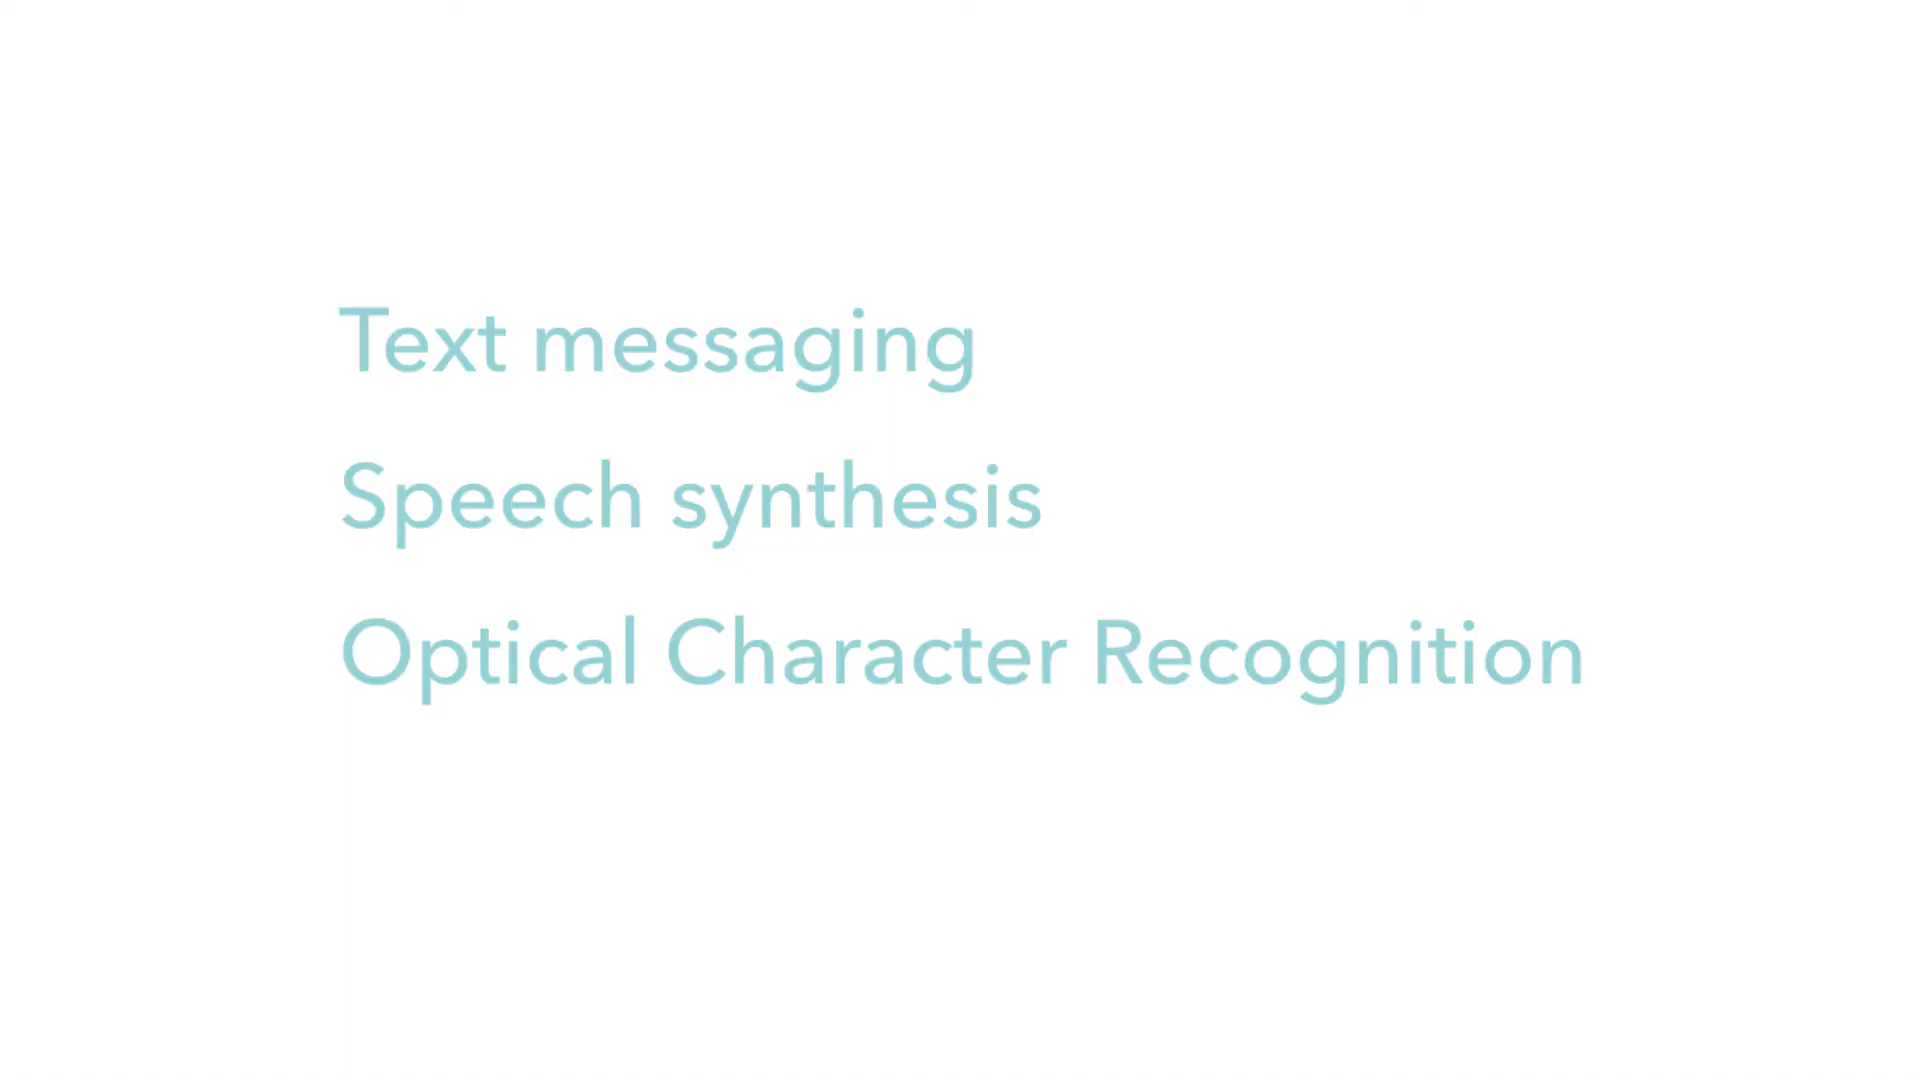 Text messaging
Speech synthesis
Optical Character Recognition